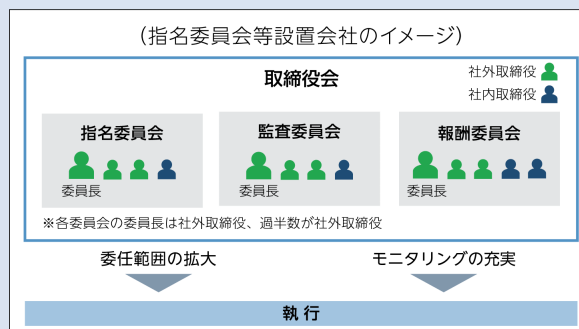 (指名委員会等設置会社のイメージ)
取締役会
社外取締役
社内取締役
指名委員会
委員長
監査委員会
委員長
報酬委員会
委員長
※各委員会の委員長は社外取締役、過半数が社外取締役
委任範囲の拡大
モニタリングの充実
執行